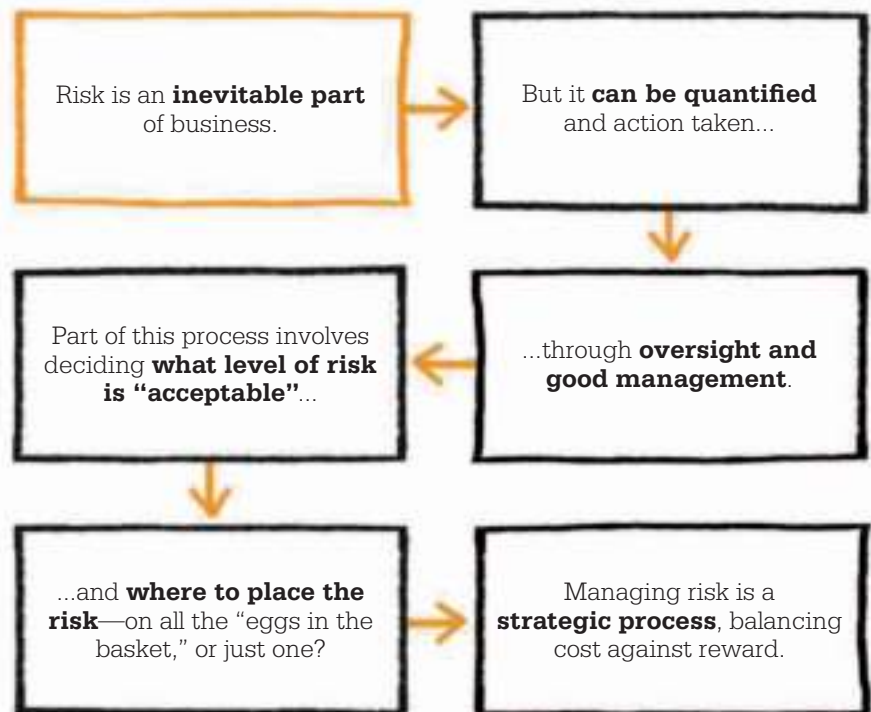 Risk is an inevitable part
of business.
But it can be quantified
and action taken...
...through oversight and
good management.
Part of this process involves
deciding what level of risk
is “acceptable”...
...and where to place the
risk—on all the “eggs in the
basket,” or just one?
Managing risk is a
strategic process, balancing
cost against reward.